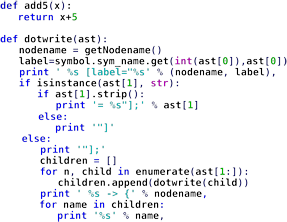 def add5(x):
    return x+5

def dotwrite(ast):
    nodename = getNodename()
    label=symbol.sym_name.get(int(ast[0]),ast[0])
    print ' %s [label="%s' % (nodename, label),
    if isinstance(ast[1], str):
        if ast[1].strip():
            print '= %s"];' % ast[1]
        else:
            print '"]'
    else:
        print '"];'
        children = []
        for n, child in enumerate(ast[1:]):
            children.append(dotwrite(child))
        print ' %s -> {' % nodename,
        for name in children:
            print '%s' % name,